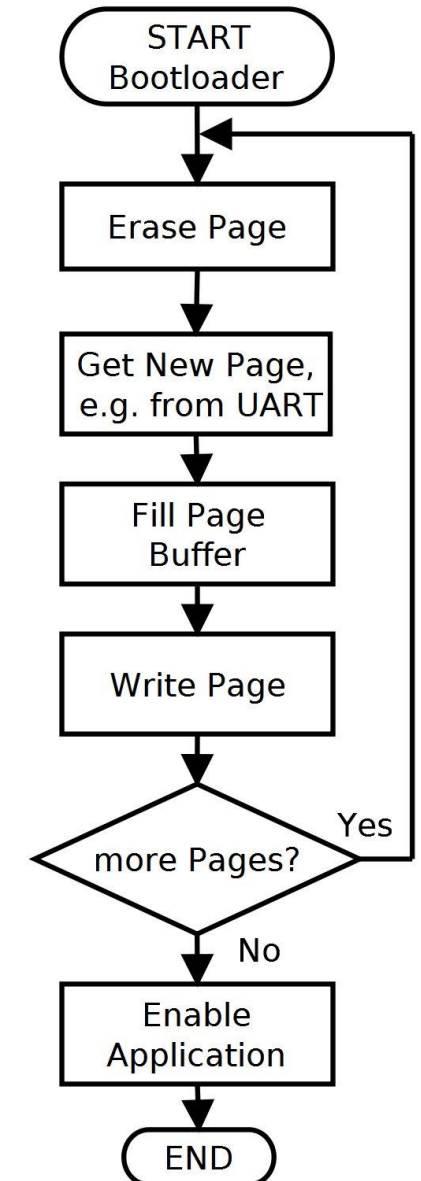 START
Bootloader
Erase Page
Get New Page,
e.g. from UART
Fill Page
Buffer
Write Page
more Pages?
Yes
No
Enable
Application
END